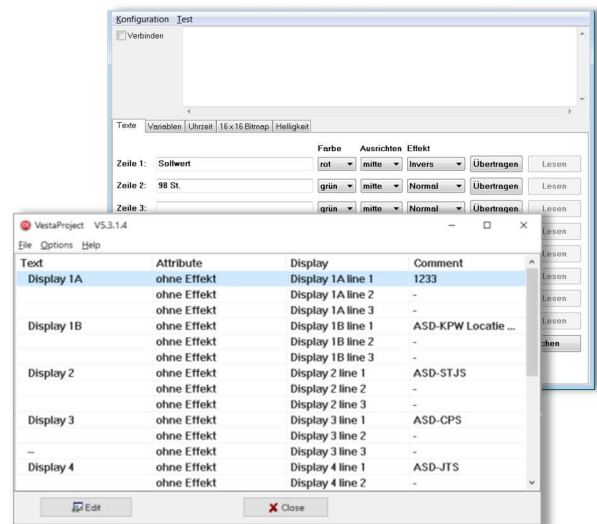 Konfiguration Test
Verbinden
Texte Variablen Uhrzeit 16x16 Bitmap Helligkeit
Farbe Ausrichten Effekt
Zeile 1: Sollwert rot mitte Invers Übertragen Lesen
Zeile 2: 98 St. grün mitte Normal Übertragen Lesen
Zeile 3: grün mitte Normal Übertragen Lesen
Lesen
Lesen
Lesen
Lesen
chen
VestaProject V5.3.1.4
File Options Help
Text Attribute Display Comment
Display 1A ohne Effekt Display 1A line 1 1233
ohne Effekt Display 1A line 2 -
ohne Effekt Display 1A line 3 -
Display 1B ohne Effekt Display 1B line 1 ASD-KPW Locatie ...
ohne Effekt Display 1B line 2 -
ohne Effekt Display 1B line 3 -
Display 2 ohne Effekt Display 2 line 1 ASD-STJS
ohne Effekt Display 2 line 2 -
ohne Effekt Display 2 line 3 -
Display 3 ohne Effekt Display 3 line 1 ASD-CPS
ohne Effekt Display 3 line 2 -
-- ohne Effekt Display 3 line 3 -
Display 4 ohne Effekt Display 4 line 1 ASD-JTS
ohne Effekt Display 4 line 2 -
Edit Close